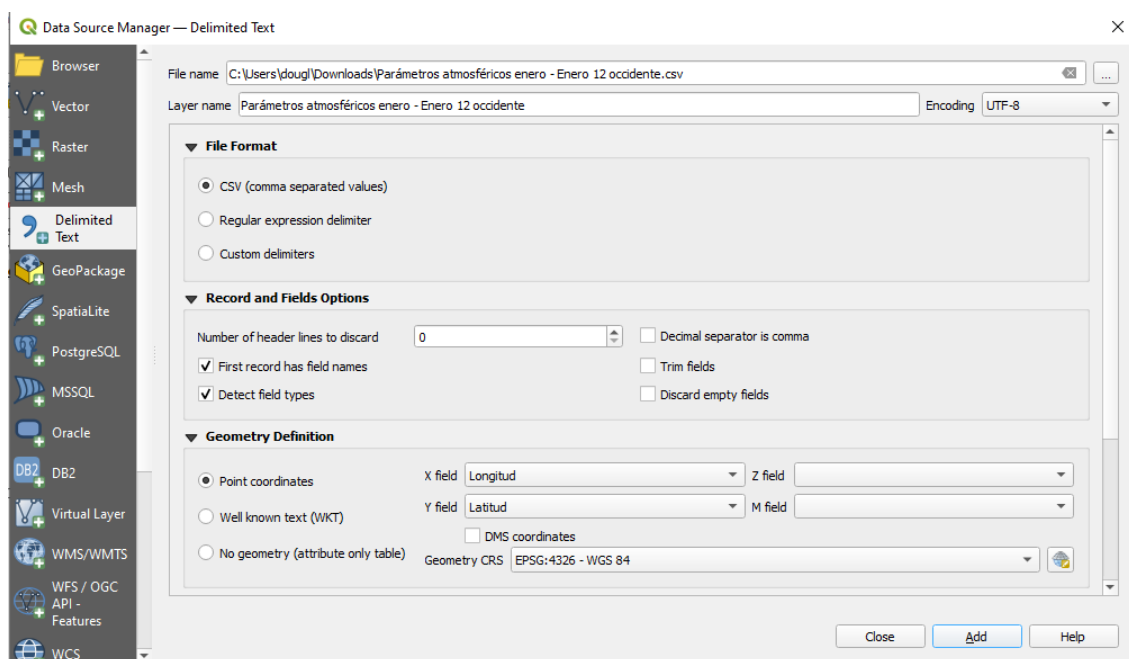 Data Source Manager — Delimited Text
Browser
Vector
Raster
Mesh
Delimited
Text
GeoPackage
SpatiaLite
PostgreSQL
MSSQL
Oracle
DB2 DB2
Virtual Layer
WMS/WMTS
WFS / OGC
API -
Features
WCS
File name C:\Users\dougl\Downloads\Parámetros atmosféricos enero - Enero 12 occidente.csv ...
Layer name Parámetros atmosféricos enero - Enero 12 occidente Encoding UTF-8
File Format
CSV (comma separated values)
Regular expression delimiter
Custom delimiters
Record and Fields Options
Number of header lines to discard 0 Decimal separator is comma
First record has field names Trim fields
Detect field types Discard empty fields
Geometry Definition
Point coordinates X field Longitud Z field
Well known text (WKT) Y field Latitud M field
DMS coordinates
No geometry (attribute only table) Geometry CRS EPSG:4326 - WGS 84
Close Add Help